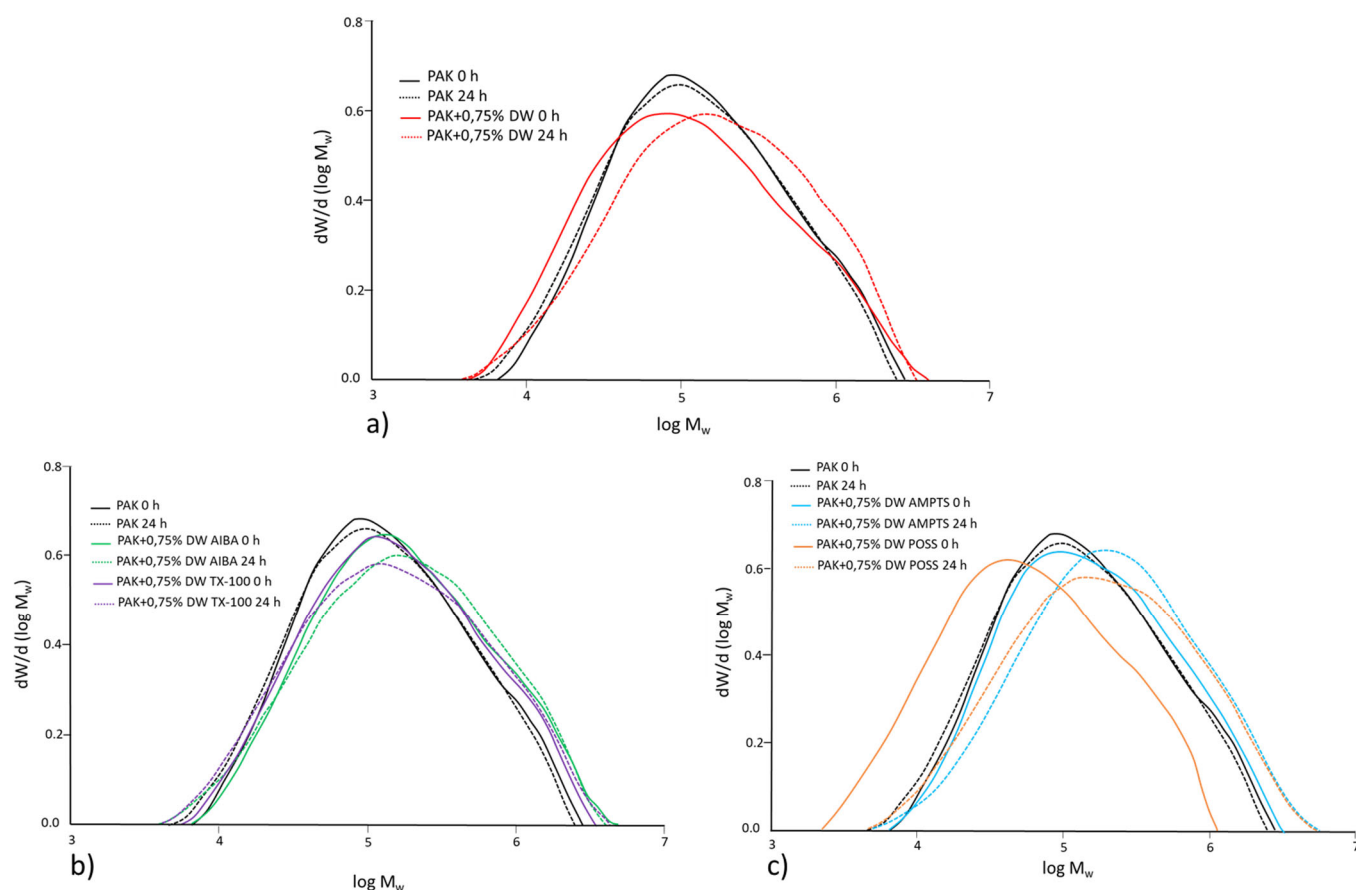 0.8
PAK 0 h
PAK 24 h
PAK+0,75% DW 0 h
PAK+0,75% DW 24 h
0.6
0.4
0.2
0.0
dW/d (log Mw)
3
4
5
6
7
log Mw
a)
0.8
PAK 0 h
PAK 24 h
PAK+0,75% DW AIBA 0 h
PAK+0,75% DW AIBA 24 h
PAK+0,75% DW TX-100 0 h
PAK+0,75% DW TX-100 24 h
0.6
0.4
0.2
0.0
dW/d (log Mw)
3
4
5
6
7
log Mw
b)
0.8
PAK 0 h
PAK 24 h
PAK+0,75% DW AMPTS 0 h
PAK+0,75% DW AMPTS 24 h
PAK+0,75% DW POSS 0 h
PAK+0,75% DW POSS 24 h
0.6
0.4
0.2
0.0
dW/d (log Mw)
3
4
5
6
7
log Mw
c)